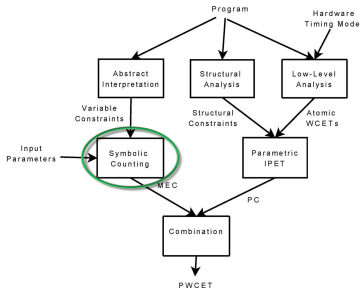 Program
Hardware
Timing Mode
Abstract
Interpretation
Structural
Analysis
Low-Level
Analysis
Variable
Constraints
Structural
Constraints
Atomic
WCETs
Input
Parameters
Symbolic
Counting
Parametric
IPET
MEC
PC
Combination
PWCET